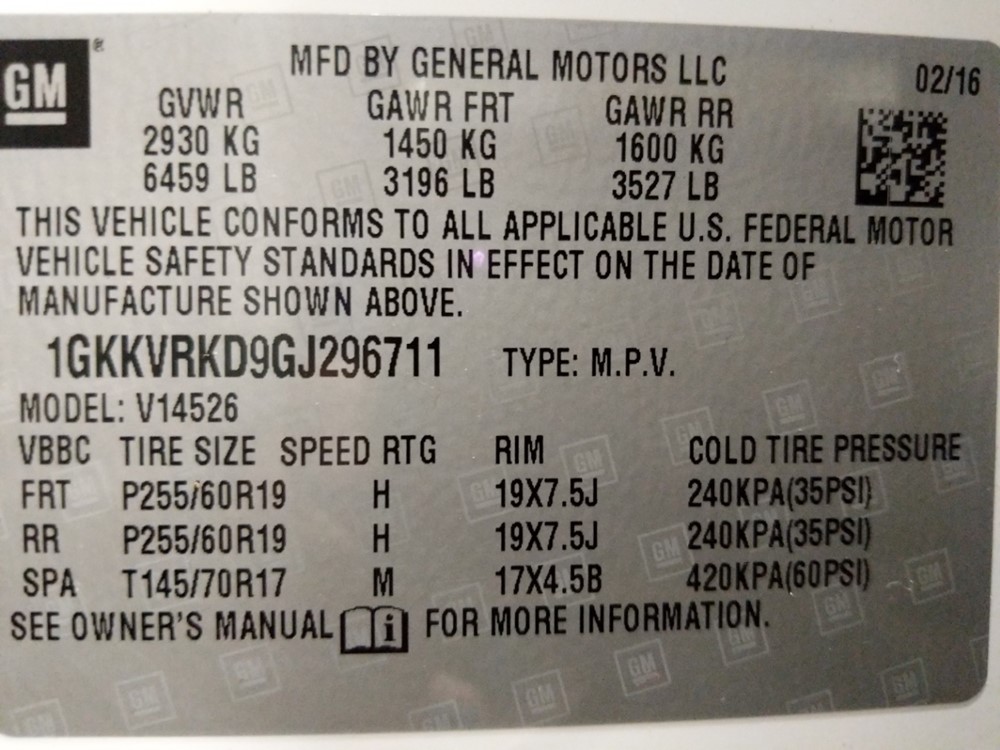 GM ®
MFD BY GENERAL MOTORS LLC 02/16
GVWR GAWR FRT GAWR RR
2930 KG 1450 KG 1600 KG
6459 LB 3196 LB 3527 LB
THIS VEHICLE CONFORMS TO ALL APPLICABLE U.S. FEDERAL MOTOR
VEHICLE SAFETY STANDARDS IN EFFECT ON THE DATE OF
MANUFACTURE SHOWN ABOVE.
1GKKVRKD9GJ296711 TYPE: M.P.V.
MODEL: V14526
VBBC TIRE SIZE SPEED RTG RIM COLD TIRE PRESSURE
FRT P255/60R19 H 19X7.5J 240KPA(35PSI)
RR P255/60R19 H 19X7.5J 240KPA(35PSI)
SPA T145/70R17 M 17X4.5B 420KPA(60PSI)
SEE OWNER'S MANUAL i FOR MORE INFORMATION.